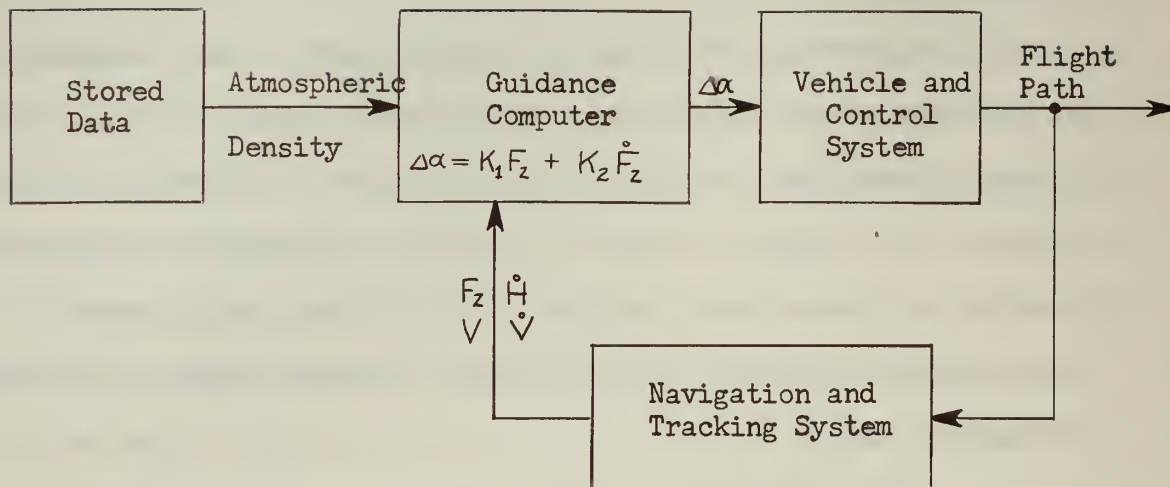 Stored
Data
Atmospheric
Density
Guidance
Computer
Δα = K₁F_z + K₂F̊_z
Δα
Vehicle and
Control
System
Flight
Path
F_z H̊
V V̊
Navigation and
Tracking System